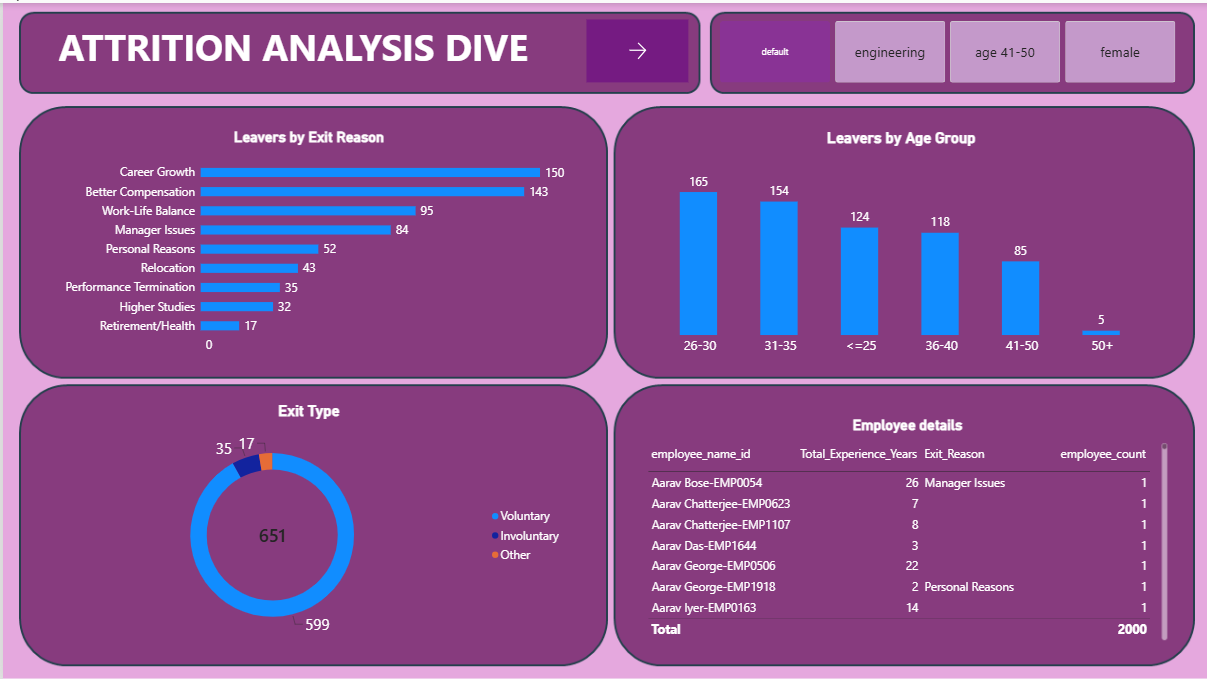 ATTRITION ANALYSIS DIVE
default
engineering
age 41-50
female
Leavers by Exit Reason
Career Growth 150
Better Compensation 143
Work-Life Balance 95
Manager Issues 84
Personal Reasons 52
Relocation 43
Performance Termination 35
Higher Studies 32
Retirement/Health 17
0
Leavers by Age Group
165 154 124 118 85 5
26-30 31-35 <=25 36-40 41-50 50+
Exit Type
35 17
651
599
Voluntary
Involuntary
Other
Employee details
employee_name_id Total_Experience_Years Exit_Reason employee_count
Aarav Bose-EMP0054 26 Manager Issues 1
Aarav Chatterjee-EMP0623 7 1
Aarav Chatterjee-EMP1107 8 1
Aarav Das-EMP1644 3 1
Aarav George-EMP0506 22 1
Aarav George-EMP1918 2 Personal Reasons 1
Aarav Iyer-EMP0163 14 1
Total 2000